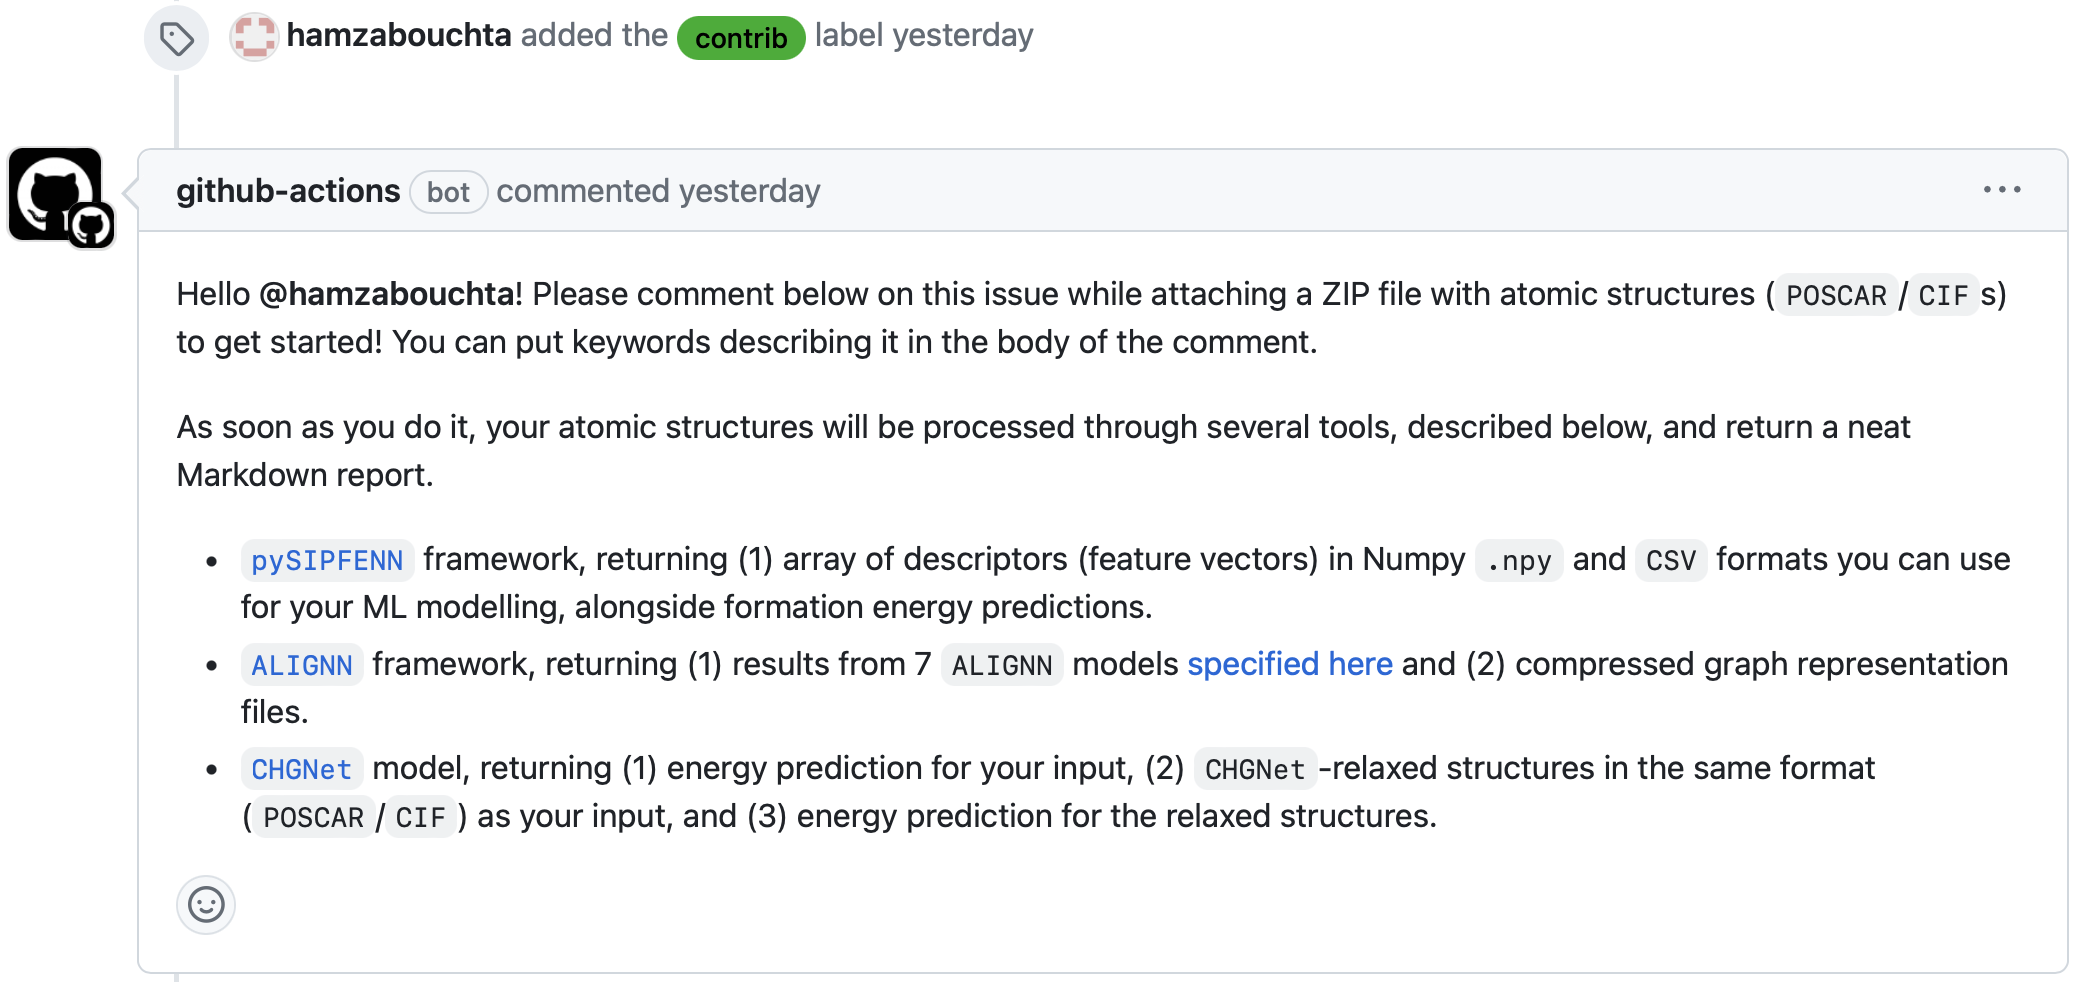 hamzabouchta added the contrib label yesterday
github-actions bot commented yesterday
Hello @hamzabouchta! Please comment below on this issue while attaching a ZIP file with atomic structures (POSCAR/CIFs)
to get started! You can put keywords describing it in the body of the comment.
As soon as you do it, your atomic structures will be processed through several tools, described below, and return a neat
Markdown report.
• pySIPFENN framework, returning (1) array of descriptors (feature vectors) in Numpy .npy and CSV formats you can use
for your ML modelling, alongside formation energy predictions.
• ALIGNN framework, returning (1) results from 7 ALIGNN models specified here and (2) compressed graph representation
files.
• CHGNet model, returning (1) energy prediction for your input, (2) CHGNet-relaxed structures in the same format
(POSCAR/CIF) as your input, and (3) energy prediction for the relaxed structures.